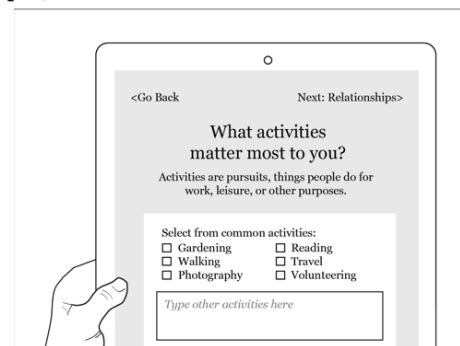 <Go Back
Next: Relationships>
What activities
matter most to you?
Activities are pursuits, things people do for
work, leisure, or other purposes.
Select from common activities:
☐ Gardening
☐ Reading
☐ Walking
☐ Travel
☐ Photography
☐ Volunteering
Type other activities here